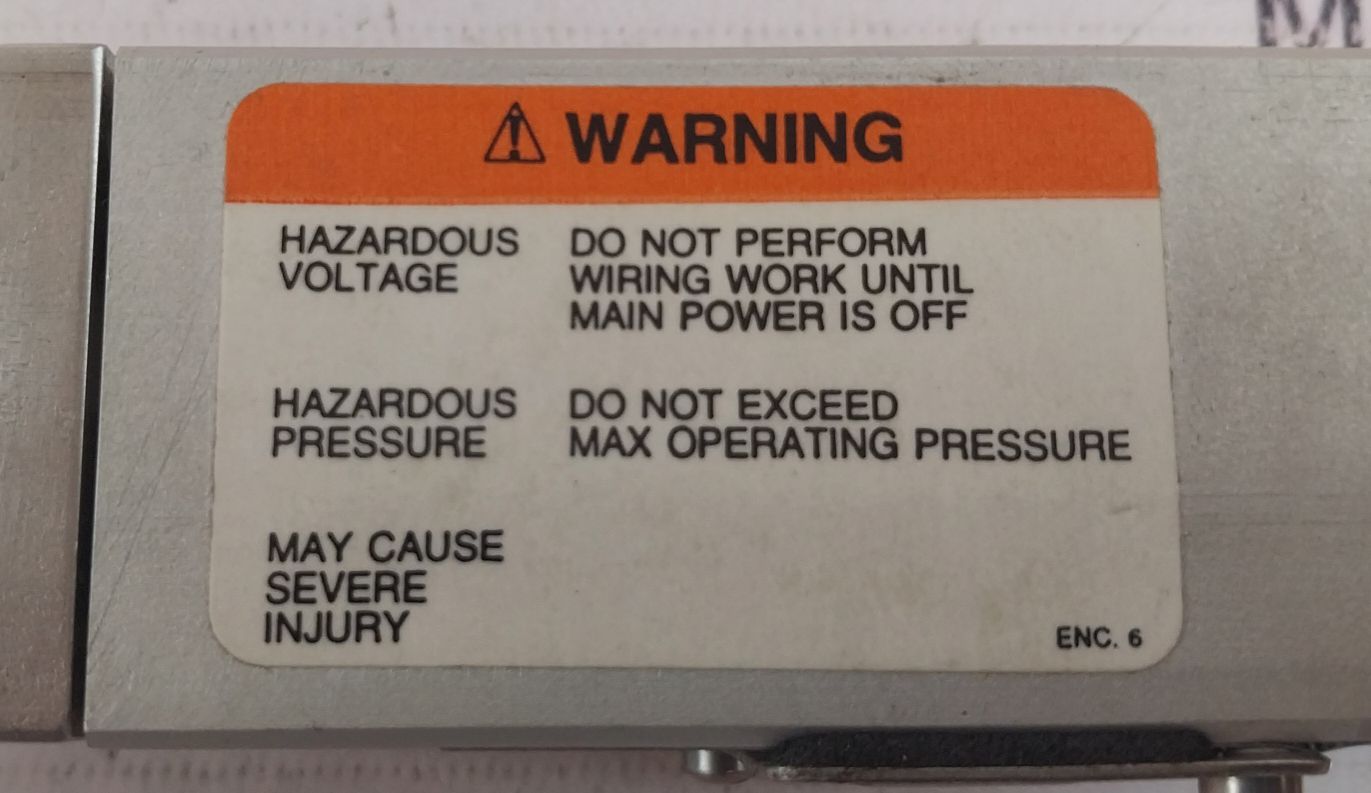 WARNING
HAZARDOUS DO NOT PERFORM
VOLTAGE WIRING WORK UNTIL
MAIN POWER IS OFF
HAZARDOUS DO NOT EXCEED
PRESSURE MAX OPERATING PRESSURE
MAY CAUSE
SEVERE
INJURY
ENC. 6